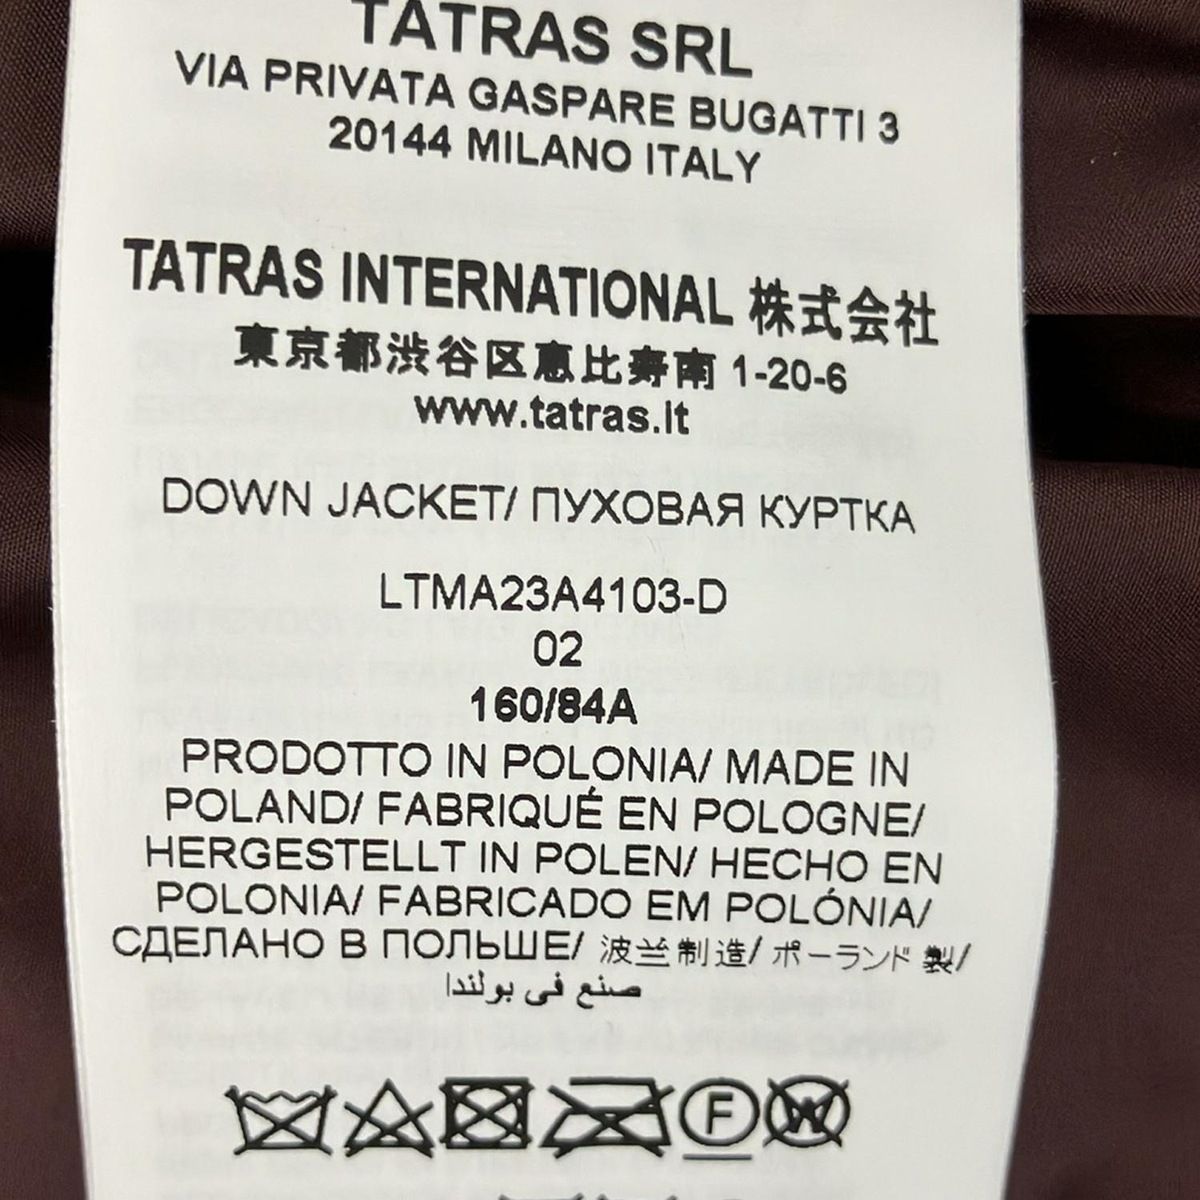 TATRAS SRL
VIA PRIVATA GASPARE BUGATTI 3
20144 MILANO ITALY
TATRAS INTERNATIONAL 株式会社
東京都渋谷区恵比寿南 1-20-6
www.tatras.it
DOWN JACKET/ ПУХОВАЯ КУРТКА
LTMA23A4103-D
02
160/84A
PRODOTTO IN POLONIA/ MADE IN
POLAND/ FABRIQUÉ EN POLOGNE/
HERGESTELLT IN POLEN/ HECHO EN
POLONIA/ FABRICADO EM POLÓNIA/
СДЕЛАНО В ПОЛЬШЕ/ 波兰制造/ ポーランド 製/
صنع في بولندا
F
W